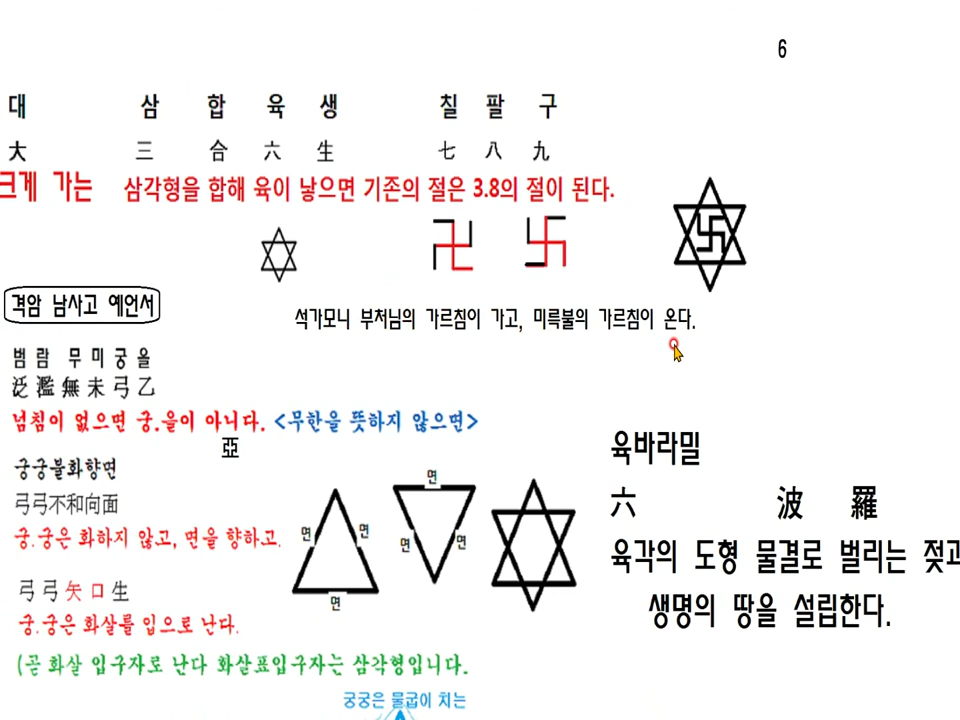 6
대 삼 합 육 생 칠 팔 구
大 三 合 六 生 七 八 九
크게 가는 삼각형을 합해 육이 낳으면 기존의 절은 3.8의 절이 된다.
卍 卐
卐
석가모니 부처님의 가르침이 가고, 미륵불의 가르침이 온다.
격암 남사고 예언서
범람 무미궁을
泛濫無未弓乙
넘침이 없으면 궁.을이 아니다. <무한을 뜻하지 않으면>
亞
궁궁불화향면
弓弓不和向面
궁.궁은 화하지 않고, 면을 향하고.
면 면 면
면 면 면
弓弓矢口生
궁.궁은 화살를 입으로 난다.
(곧 화살 입구자로 난다 화살표입구자는 삼각형입니다.
궁궁은 물굽이 치는
육바라밀
六 波 羅
육각의 도형 물결로 벌리는 젖과
생명의 땅을 설립한다.